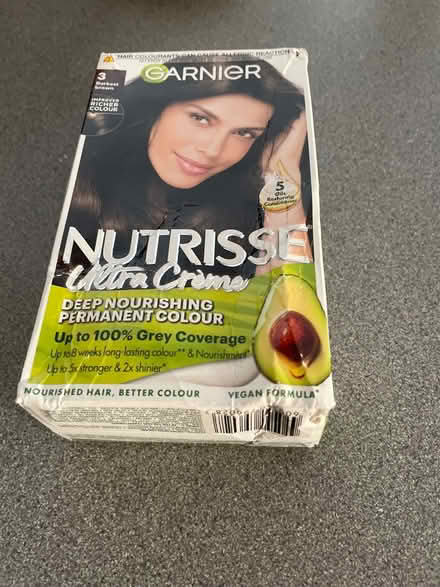 *HAIR COLOURANTS CAN CAUSE ALLERGIC REACTION
GARNIER
3
Darkest
brown
IMPROVED
RICHER
COLOUR
5
Oils
Restoring
Conditioner
NUTRISSE
Ultra Crème
DEEP NOURISHING
PERMANENT COLOUR
Up to 100% Grey Coverage
Up to 8 weeks long-lasting colour** & Nourishment*
Up to 5x stronger & 2x shinier*
NOURISHED HAIR, BETTER COLOUR
VEGAN FORMULA*